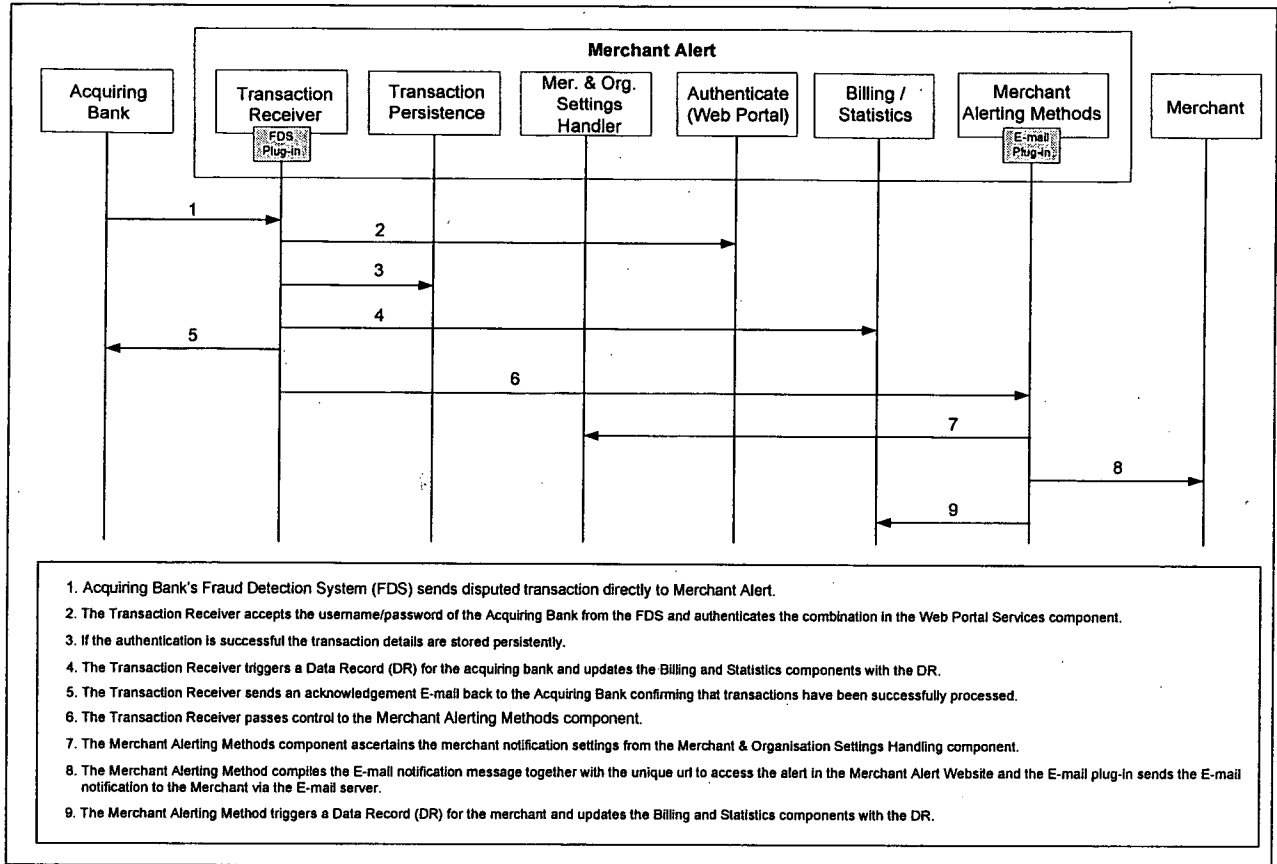 Merchant Alert
Acquiring
Bank
Transaction
Receiver
FDS
Plug-in
Transaction
Persistence
Mer. & Org.
Settings
Handler
Authenticate
(Web Portal)
Billing /
Statistics
Merchant
Alerting Methods
E-mail
Plug-in
Merchant
1
2
3
4
5
6
7
8
9
1. Acquiring Bank's Fraud Detection System (FDS) sends disputed transaction directly to Merchant Alert.
2. The Transaction Receiver accepts the username/password of the Acquiring Bank from the FDS and authenticates the combination in the Web Portal Services component.
3. If the authentication is successful the transaction details are stored persistently.
4. The Transaction Receiver triggers a Data Record (DR) for the acquiring bank and updates the Billing and Statistics components with the DR.
5. The Transaction Receiver sends an acknowledgement E-mail back to the Acquiring Bank confirming that transactions have been successfully processed.
6. The Transaction Receiver passes control to the Merchant Alerting Methods component.
7. The Merchant Alerting Methods component ascertains the merchant notification settings from the Merchant & Organisation Settings Handling component.
8. The Merchant Alerting Method compiles the E-mail notification message together with the unique url to access the alert in the Merchant Alert Website and the E-mail plug-in sends the E-mail
notification to the Merchant via the E-mail server.
9. The Merchant Alerting Method triggers a Data Record (DR) for the merchant and updates the Billing and Statistics components with the DR.